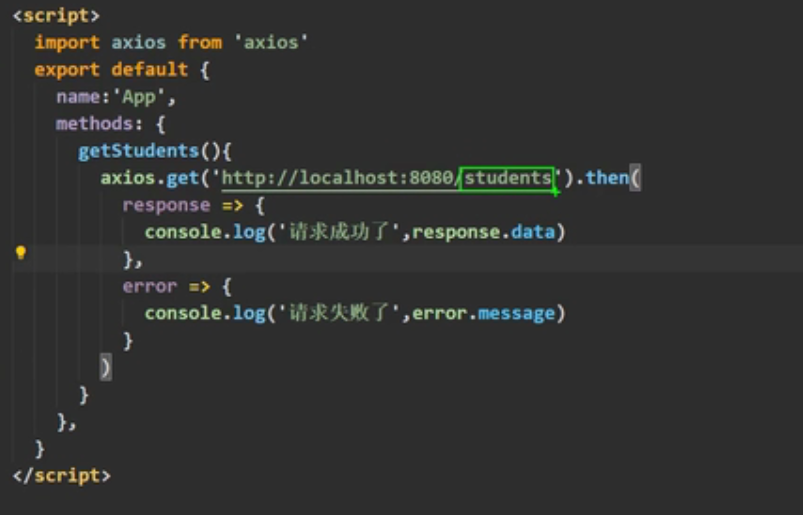 <script>
import axios from 'axios'
export default {
name:'App',
methods: {
getStudents(){
axios.get('http://localhost:8080/students').then(
response => {
console.log('请求成功了',response.data)
},
error => {
console.log('请求失败了',error.message)
}
)
}
},
}
</script>